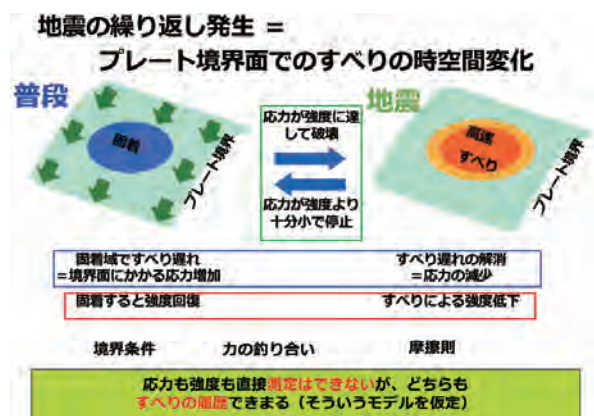 地震の繰り返し発生 =
プレート境界面でのすべりの時空間変化
普段
固着
プレート境界
応力が強度に達
して破壊
応力が強度より
十分小で停止
地震
高速
すべり
プレート境界
固着域ですべり遅れ
=境界面にかかる応力増加
すべり遅れの解消
=応力の減少
固着すると強度回復
すべりによる強度低下
境界条件
力の釣り合い
摩擦則
応力も強度も直接測定はできないが、どちらも
すべりの履歴できまる(そういうモデルを仮定)